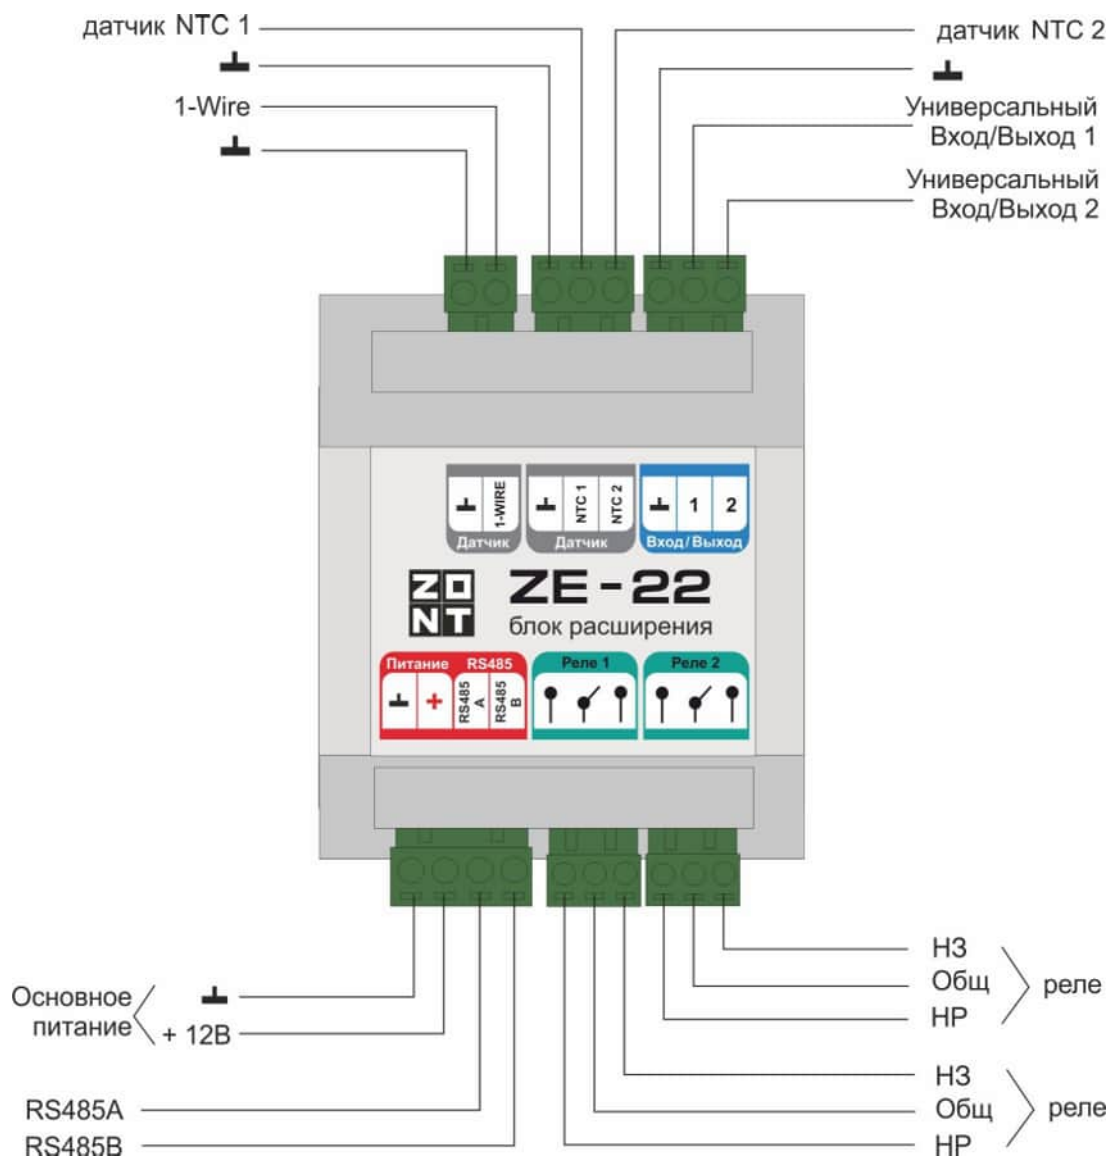 датчик NTC 1
датчик NTC 2
1-Wire
Универсальный
Вход/Выход 1
Универсальный
Вход/Выход 2
1-WIRE
NTC 1
NTC 2
1
2
Датчик
Датчик
Вход/Выход
ZONT
ZE-22
блок расширения
Питание
RS485
Реле 1
Реле 2
+
RS485
A
RS485
B
Основное
питание
+ 12В
RS485A
RS485B
НЗ
Общ
НР
реле
НЗ
Общ
НР
реле